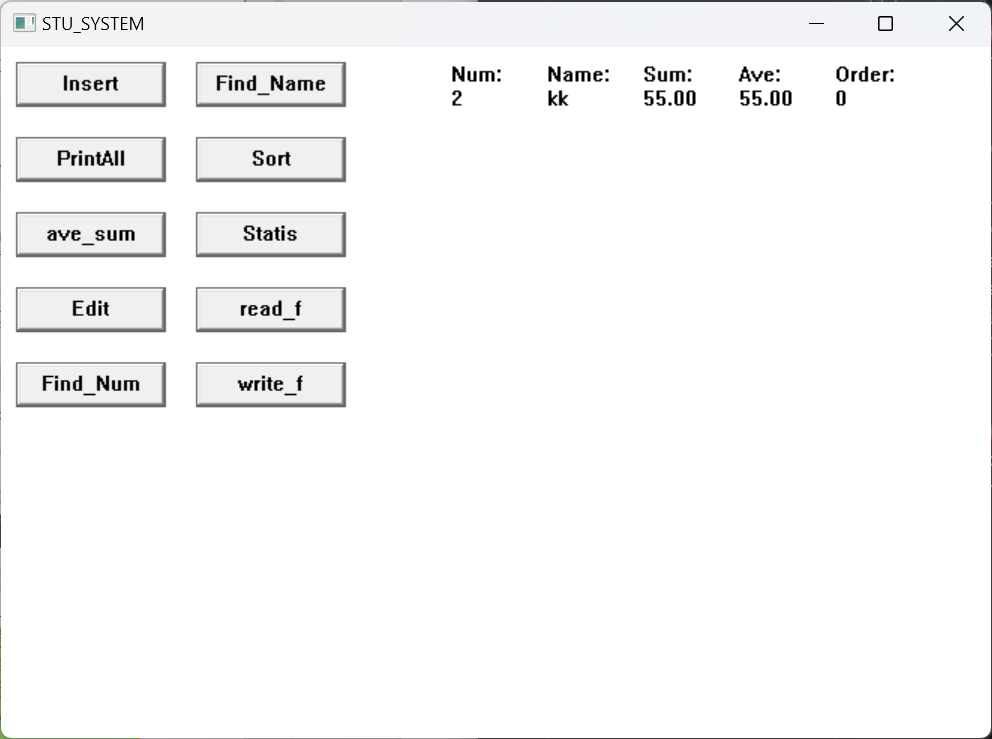 STU_SYSTEM
Insert Find_Name
PrintAll Sort
ave_sum Statis
Edit read_f
Find_Num write_f
Num: Name: Sum: Ave: Order:
2 kk 55.00 55.00 0